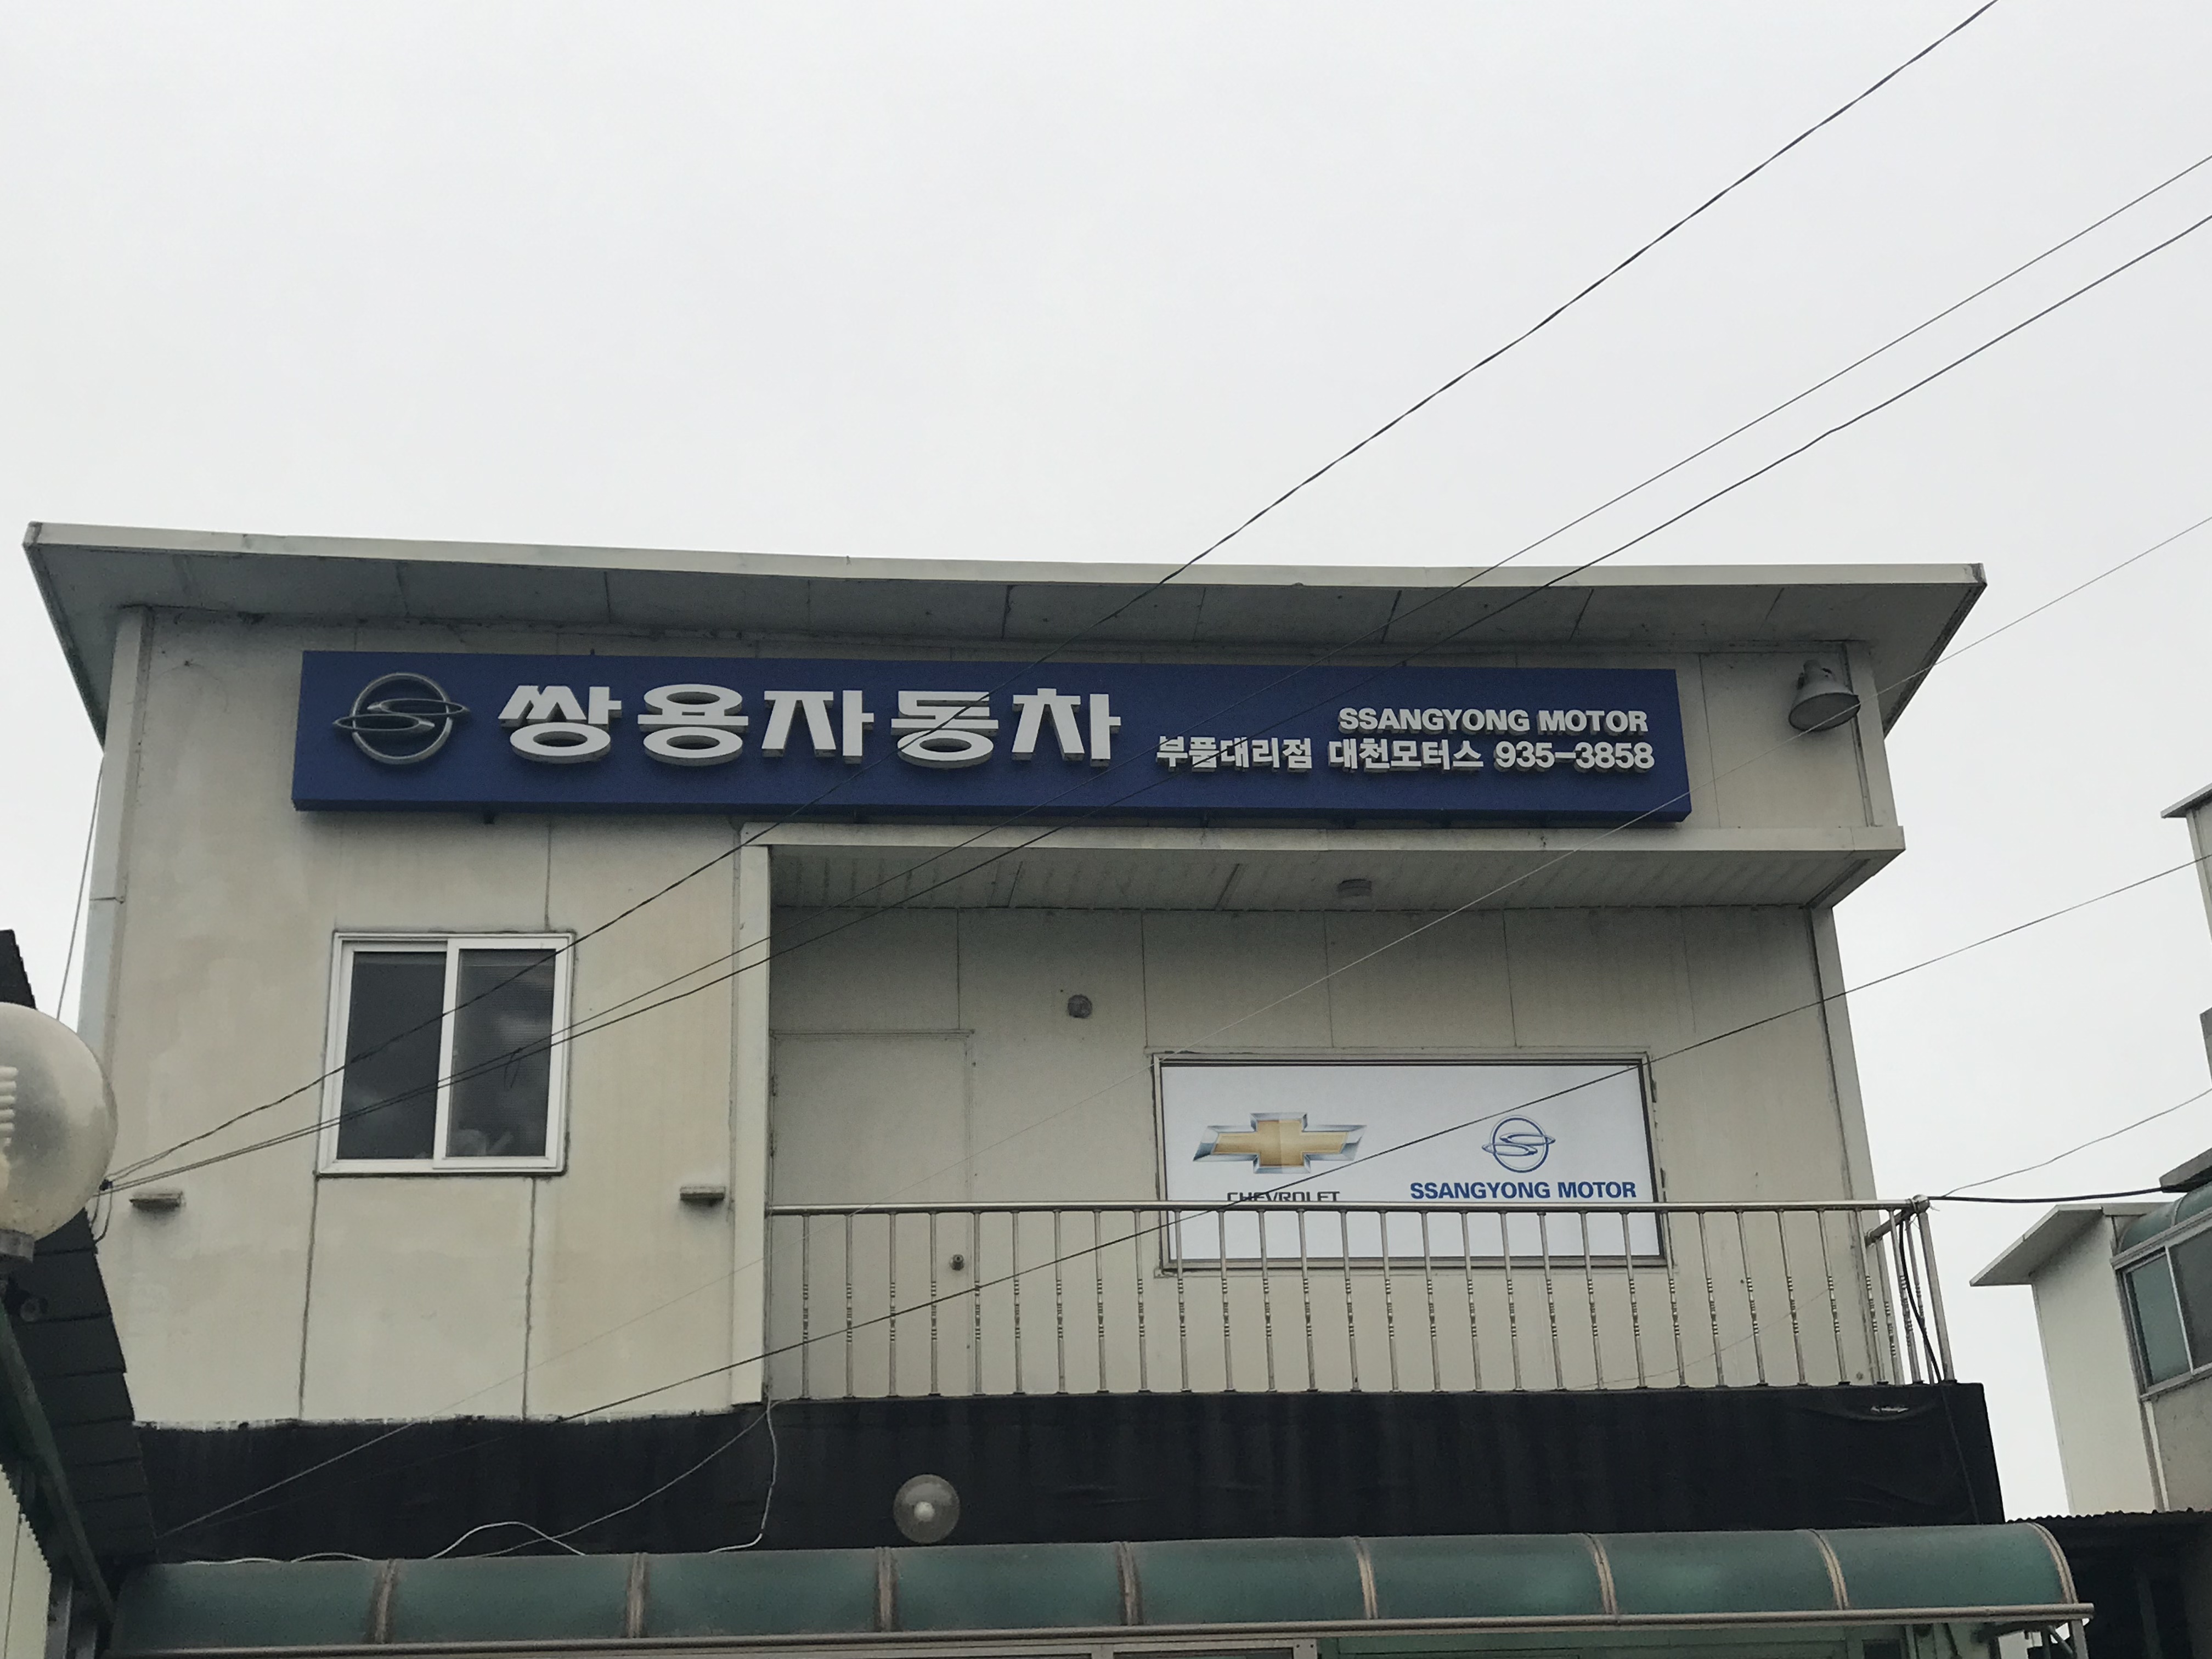 쌍용자동차
SSANGYONG MOTOR
부품대리점 대천모터스 935-3858
CHEVROLET
SSANGYONG MOTOR